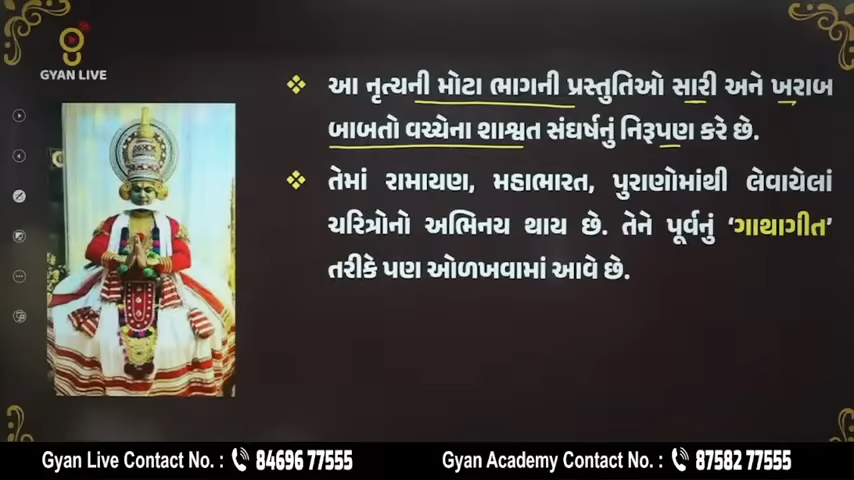 GYAN LIVE
આ નૃત્યની મોટા ભાગની પ્રસ્તુતિઓ સારી અને ખરાબ
બાબતો વચ્ચેના શાશ્વત સંઘર્ષનું નિરૂપણ કરે છે.
તેમાં રામાયણ, મહાભારત, પુરાણોમાંથી લેવાયેલાં
ચરિત્રોનો અભિનય થાય છે. તેને પૂર્વનું ‘ગાથાગીત’
તરીકે પણ ઓળખવામાં આવે છે.
Gyan Live Contact No. : 84696 77555
Gyan Academy Contact No. : 87582 77555